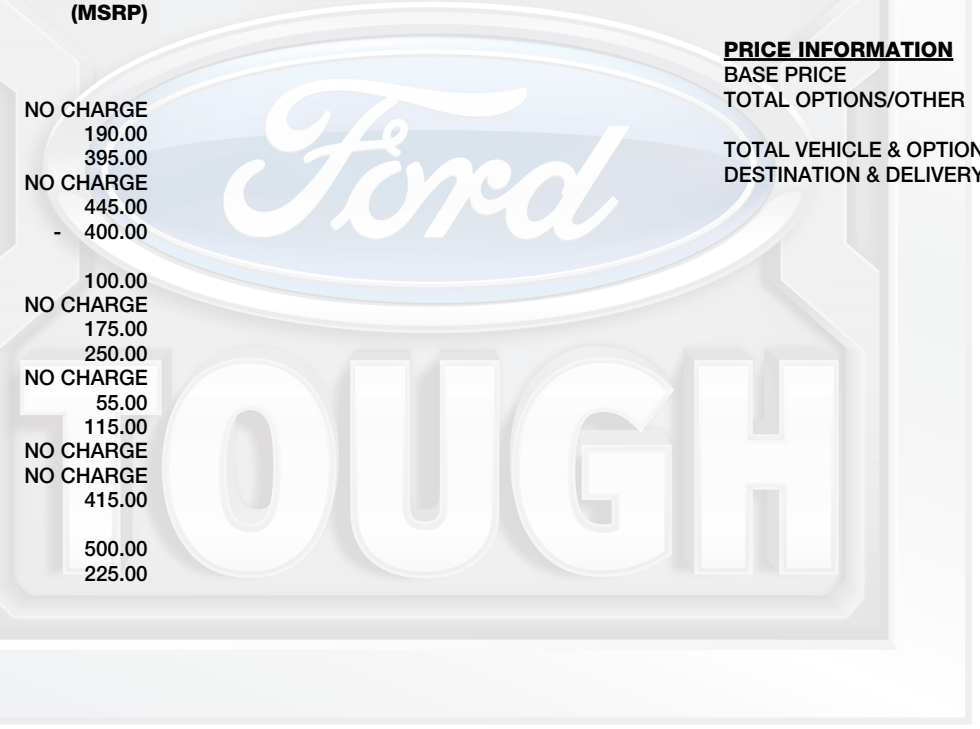 (MSRP)
NO CHARGE
190.00
395.00
NO CHARGE
445.00
- 400.00
100.00
NO CHARGE
175.00
250.00
NO CHARGE
55.00
115.00
NO CHARGE
NO CHARGE
415.00
500.00
225.00
PRICE INFORMATION
BASE PRICE
TOTAL OPTIONS/OTHER
TOTAL VEHICLE & OPTION
DESTINATION & DELIVERY
Ford
TOUGH